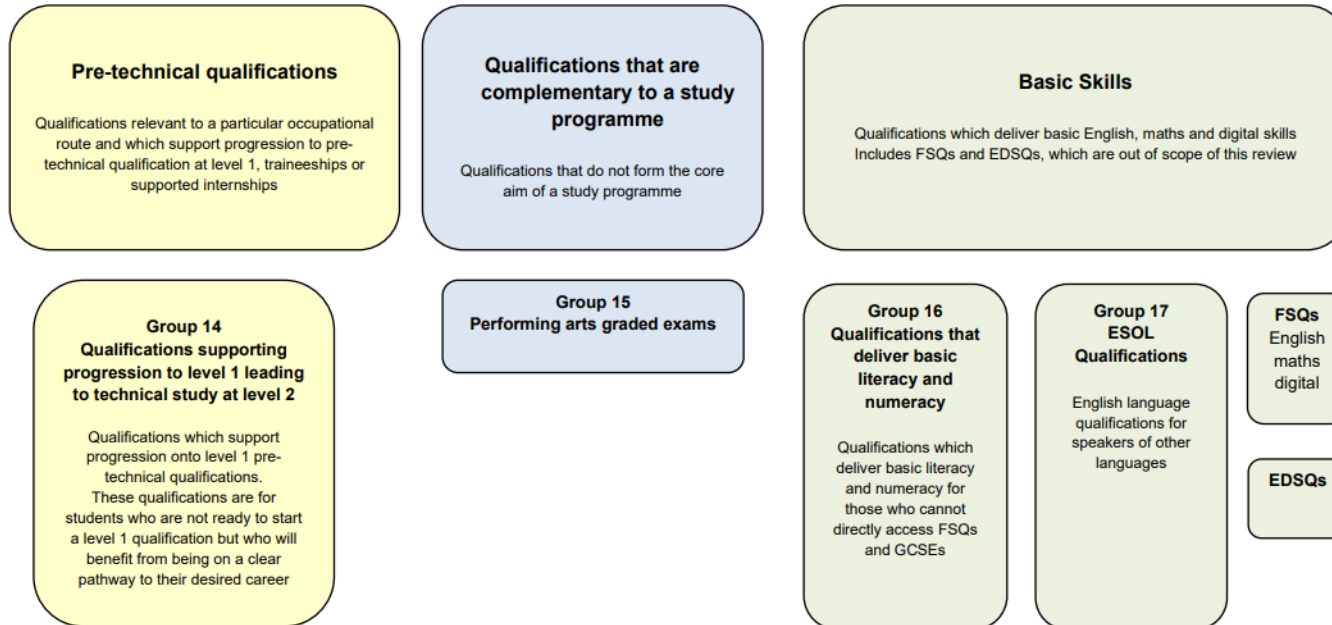 Pre-technical qualifications
Qualifications relevant to a particular occupational
route and which support progression to pre-
technical qualification at level 1, traineeships or
supported internships
Qualifications that are
complementary to a study
programme
Qualifications that do not form the core
aim of a study programme
Basic Skills
Qualifications which deliver basic English, maths and digital skills
Includes FSQs and EDSQs, which are out of scope of this review
Group 14
Qualifications supporting
progression to level 1 leading
to technical study at level 2
Qualifications which support
progression onto level 1 pre-
technical qualifications.
These qualifications are for
students who are not ready to start
a level 1 qualification but who will
benefit from being on a clear
pathway to their desired career
Group 15
Performing arts graded exams
Group 16
Qualifications that
deliver basic
literacy and
numeracy
Qualifications which
deliver basic literacy
and numeracy for
those who cannot
directly access FSQs
and GCSEs
Group 17
ESOL
Qualifications
English language
qualifications for
speakers of other
languages
FSQs
English
maths
digital
EDSQs